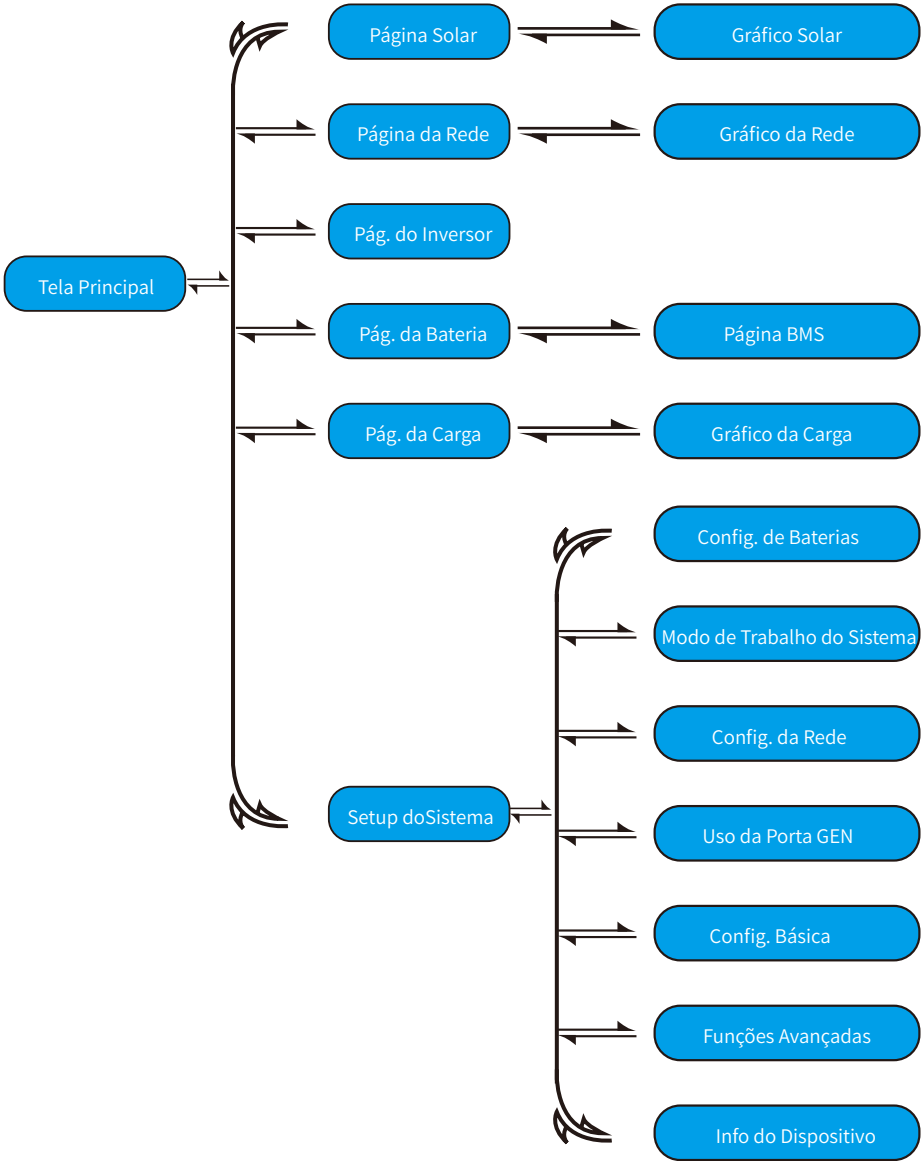 Página Solar
Gráfico Solar
Página da Rede
Gráfico da Rede
Pág. do Inversor
Tela Principal
Pág. da Bateria
Página BMS
Pág. da Carga
Gráfico da Carga
Config. de Baterias
Modo de Trabalho do Sistema
Config. da Rede
Setup doSistema
Uso da Porta GEN
Config. Básica
Funções Avançadas
Info do Dispositivo